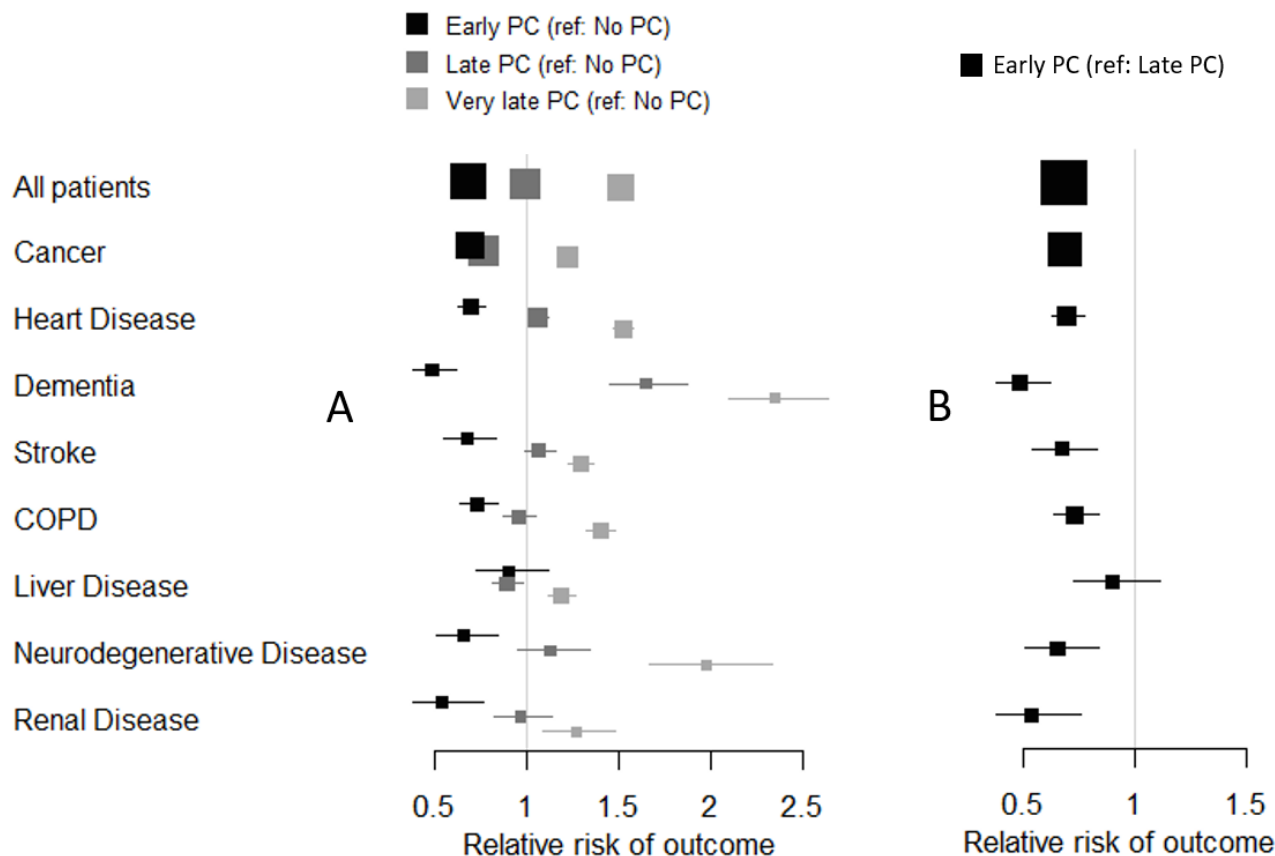 Early PC (ref: No PC)
Late PC (ref: No PC)
Very late PC (ref: No PC)
Early PC (ref: Late PC)
All patients
Cancer
Heart Disease
Dementia
A
B
Stroke
COPD
Liver Disease
Neurodegenerative Disease
Renal Disease
0.5 1 1.5 2 2.5
Relative risk of outcome
0.5 1 1.5
Relative risk of outcome